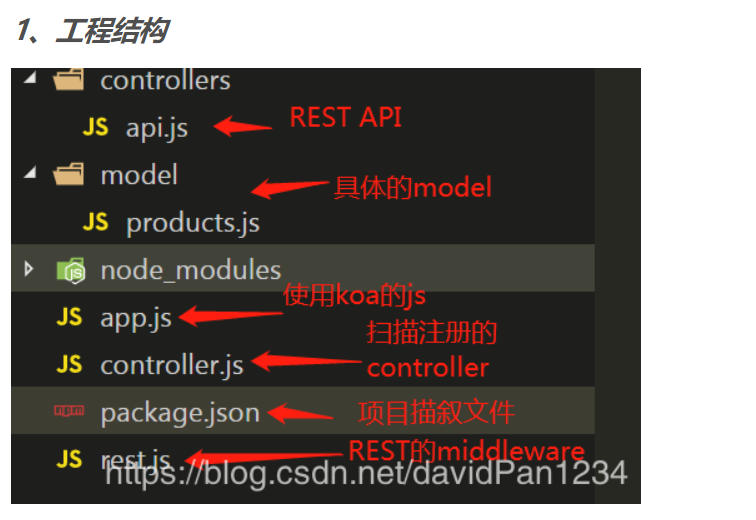 1、工程结构
controllers
JS api.js
REST API
model
具体的model
JS products.js
node_modules
使用koa的js
JS app.js
扫描注册的
JS controller.js
controller
package.json
项目描叙文件
JS rest.js
REST的middleware
https://blog.csdn.net/davidPan1234